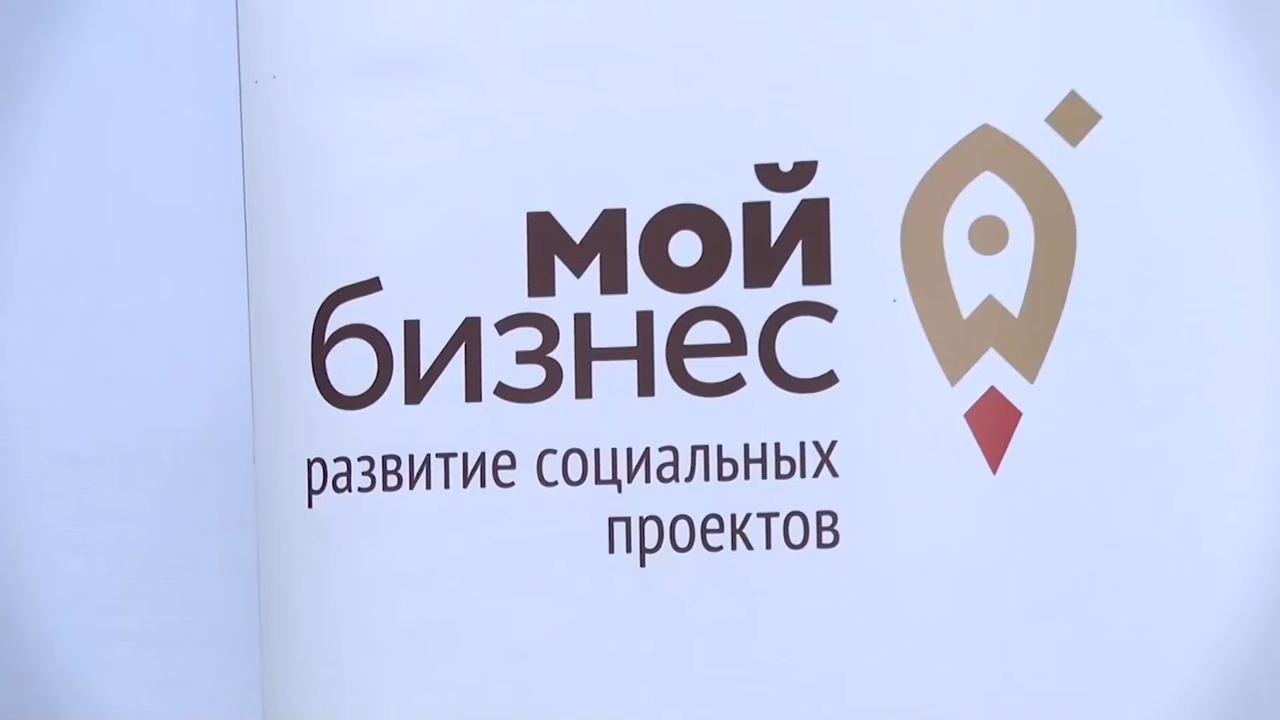 мой
бизнес
развитие социальных
проектов